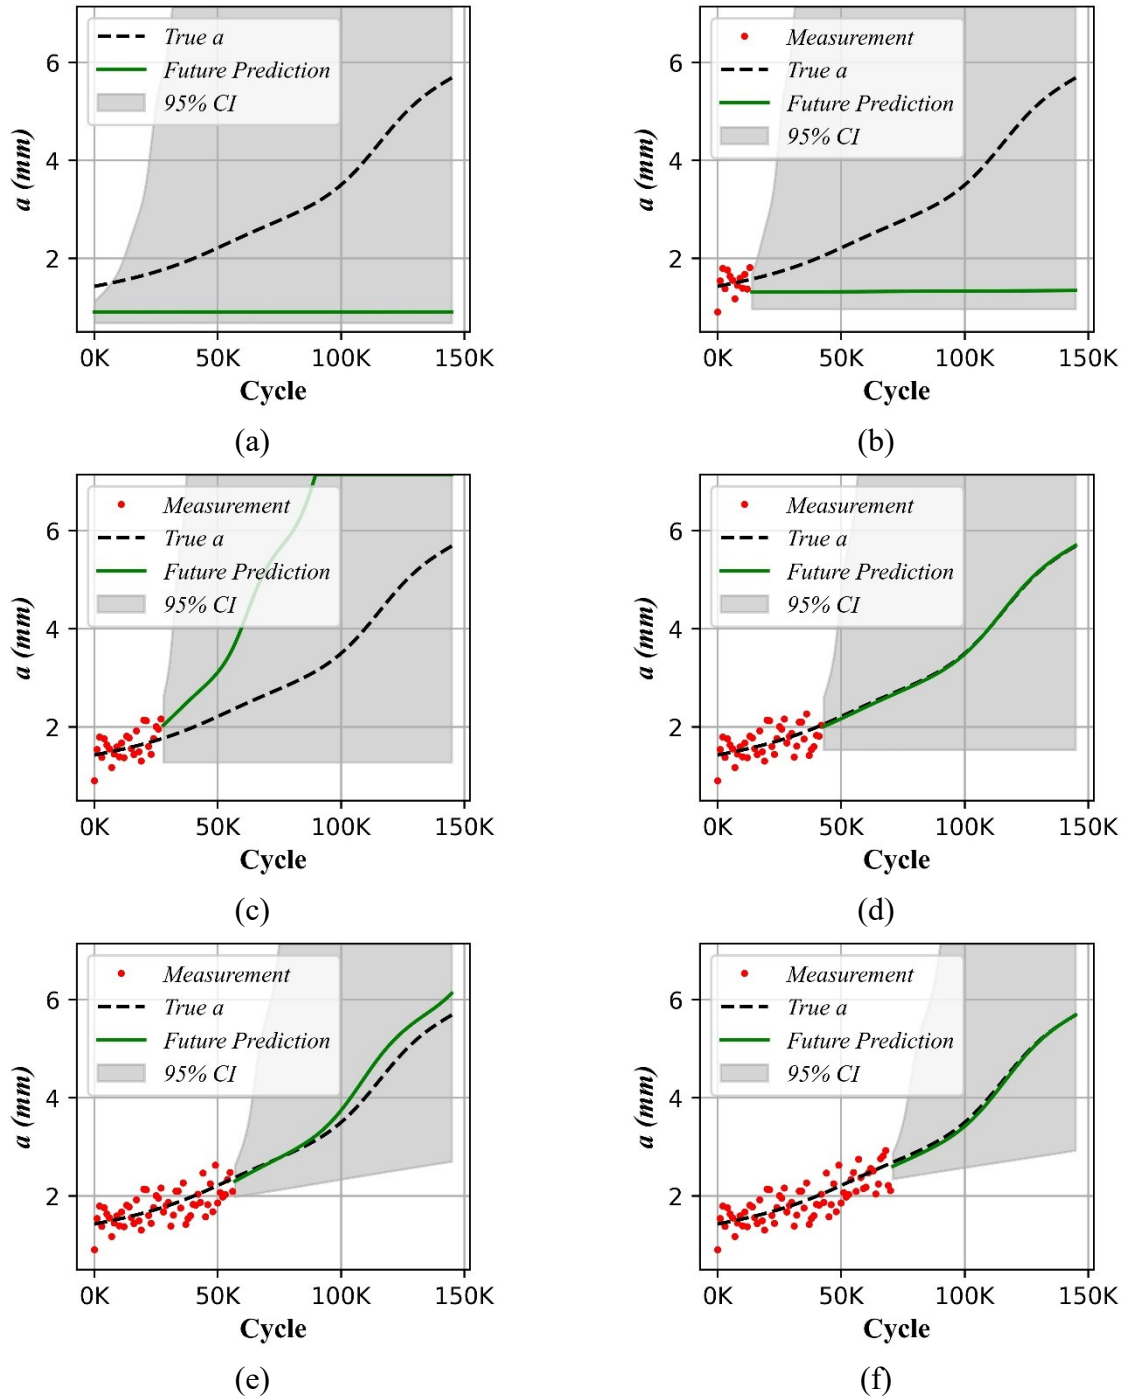 True a
Future Prediction
95% CI
6
4
2
a (mm)
0K 50K 100K 150K
Cycle
(a)
Measurement
True a
Future Prediction
95% CI
6
4
2
a (mm)
0K 50K 100K 150K
Cycle
(b)
Measurement
True a
Future Prediction
95% CI
6
4
2
a (mm)
0K 50K 100K 150K
Cycle
(c)
Measurement
True a
Future Prediction
95% CI
6
4
2
a (mm)
0K 50K 100K 150K
Cycle
(d)
Measurement
True a
Future Prediction
95% CI
6
4
2
a (mm)
0K 50K 100K 150K
Cycle
(e)
Measurement
True a
Future Prediction
95% CI
6
4
2
a (mm)
0K 50K 100K 150K
Cycle
(f)